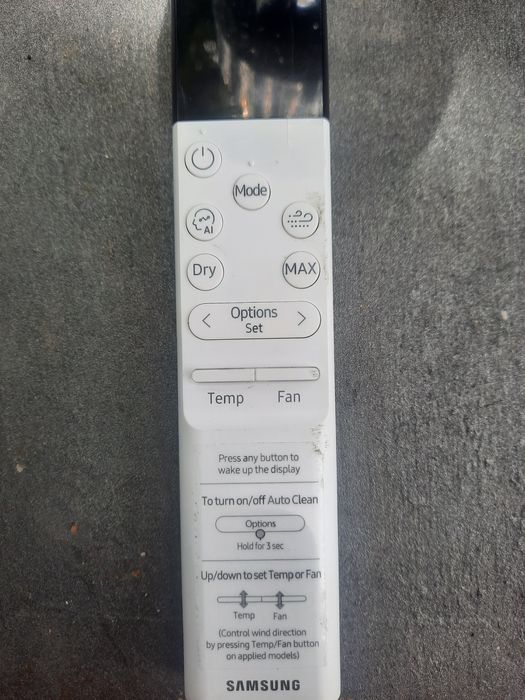 Mode
AI
Dry
MAX
Options
Set
Temp Fan
Press any button to
wake up the display
To turn on/off Auto Clean
Options
Hold for 3 sec
Up/down to set Temp or Fan
Temp Fan
(Control wind direction
by pressing Temp/Fan button
on applied models)
SAMSUNG